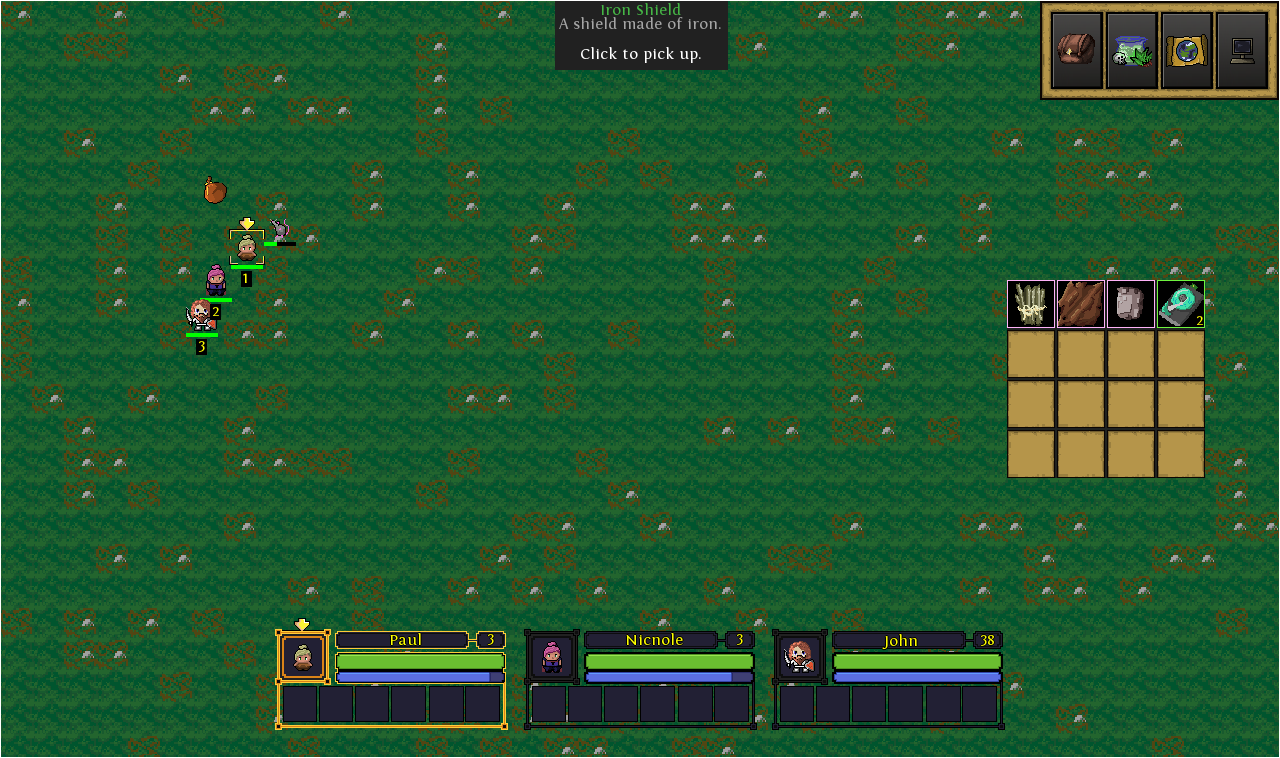 Iron Shield
A shield made of iron.
Click to pick up.
1
2
3
2
Paul 3
Nicnole 3
John 38